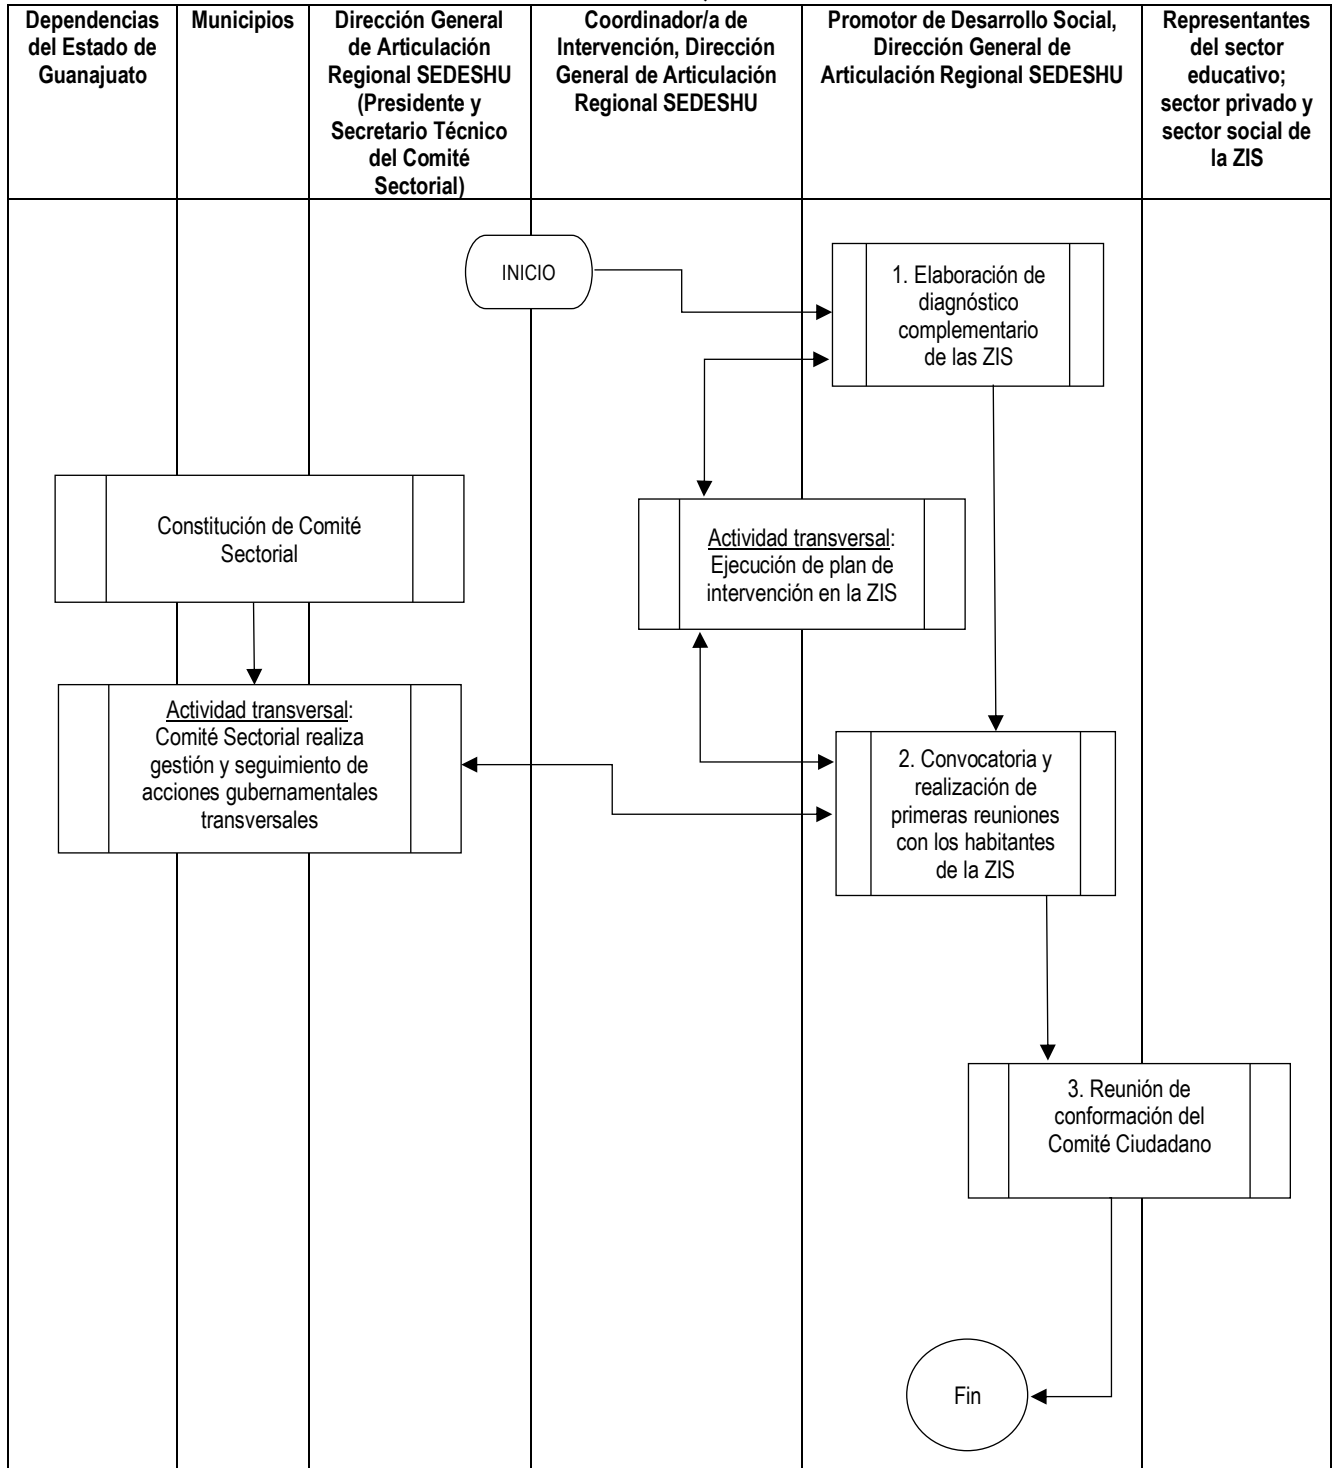 Dependencias
del Estado de
Guanajuato
Municipios
Dirección General
de Articulación
Regional SEDESHU
(Presidente y
Secretario Técnico
del Comité
Sectorial)
Coordinador/a de
Intervención, Dirección
General de Articulación
Regional SEDESHU
Promotor de Desarrollo Social,
Dirección General de
Articulación Regional SEDESHU
Representantes
del sector
educativo;
sector privado y
sector social de
la ZIS
INICIO
1. Elaboración de
diagnóstico
complementario
de las ZIS
Constitución de Comité
Sectorial
Actividad transversal:
Ejecución de plan de
intervención en la ZIS
Actividad transversal:
Comité Sectorial realiza
gestión y seguimiento de
acciones gubernamentales
transversales
2. Convocatoria y
realización de
primeras reuniones
con los habitantes
de la ZIS
3. Reunión de
conformación del
Comité Ciudadano
Fin